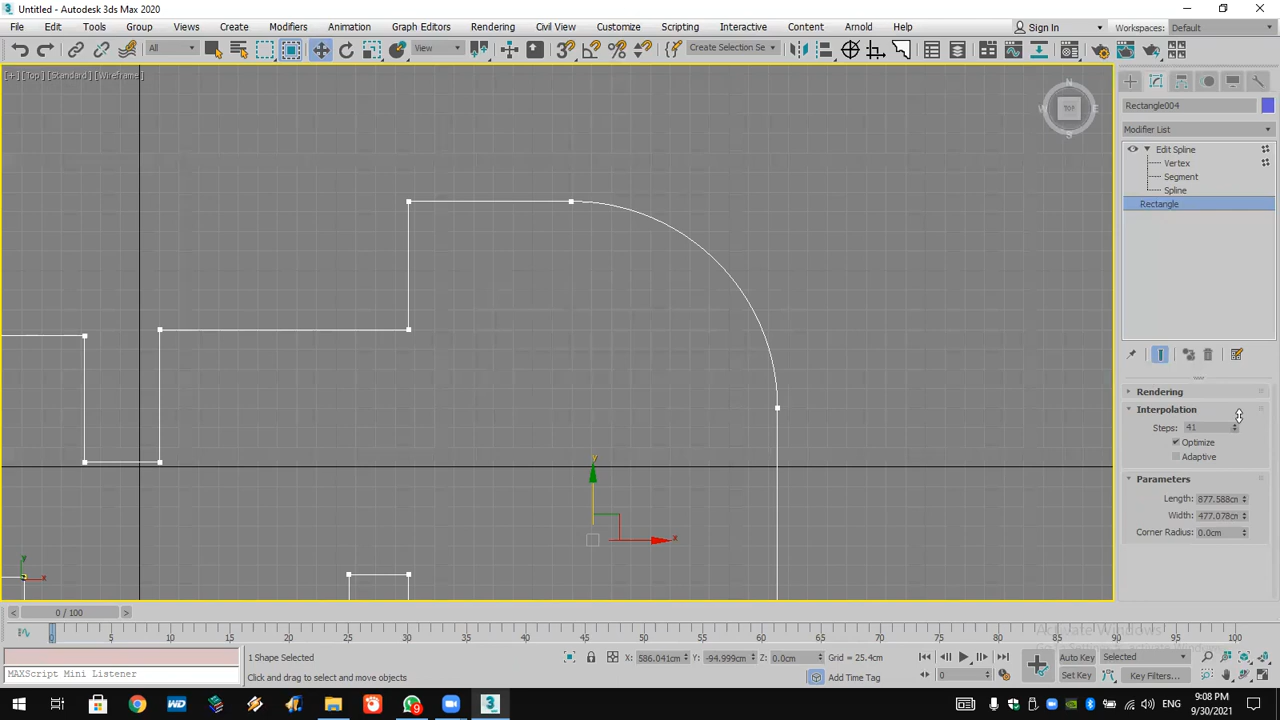 Untitled - Autodesk 3ds Max 2020
File Edit Tools Group Views Create Modifiers Animation Graph Editors Rendering Civil View Customize Scripting Interactive Content Arnold Help Sign In Workspaces: Default
All View Create Selection Se
[+] [Top] [Standard] [Wireframe]
N
W TOP E
S
Rectangle004
Modifier List
Edit Spline
Vertex
Segment
Spline
Rectangle
Rendering
Interpolation
Steps: 41
Optimize
Adaptive
Parameters
Length: 877.588cm
Width: 477.078cm
Corner Radius: 0.0cm
y
x
y
x
< 0 / 100 >
0 5 10 15 20 25 30 35 40 45 50 55 60 65 70 75 80 85 90 95 100
Activate Windows
MAXScript Mini Listener
1 Shape Selected
Click and drag to select and move objects
X: 586.041cm Y: -94.999cm Z: 0.0cm Grid = 25.4cm
Add Time Tag
0
Auto Key Selected
Set Key Key Filters...
WD 9 3 ENG 9:08 PM
9/30/2021